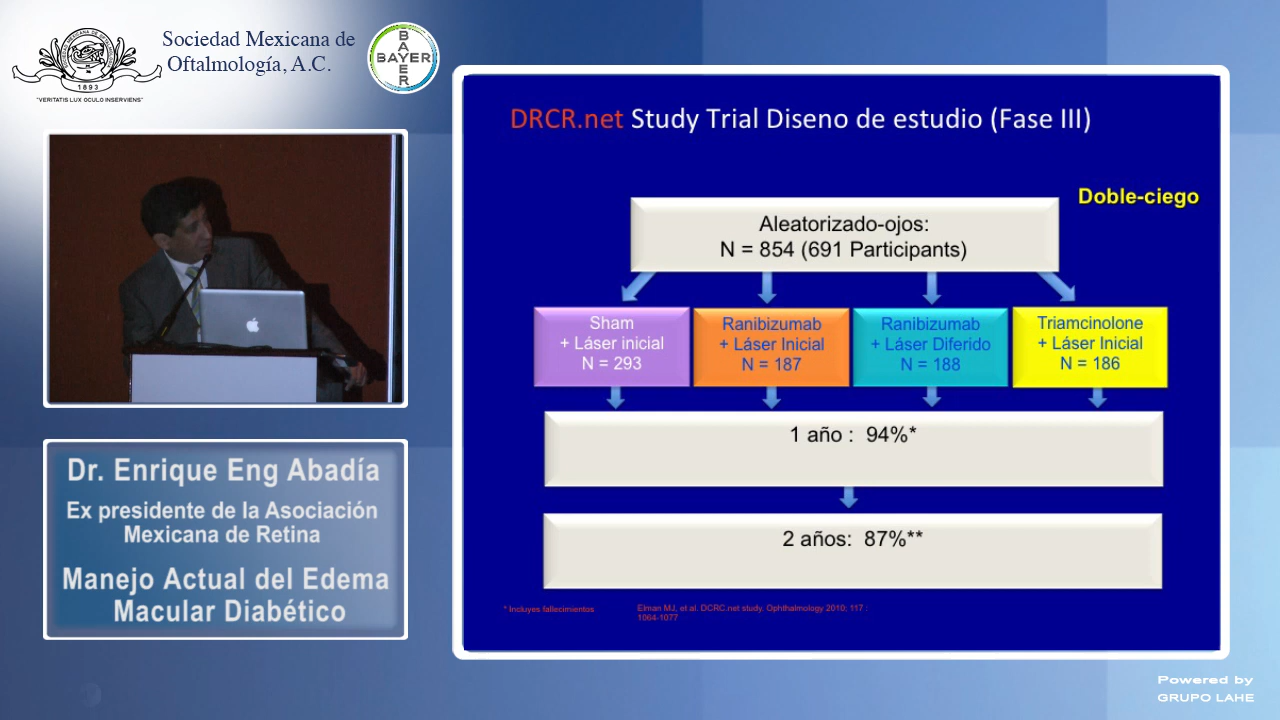 Sociedad Mexicana de
Oftalmología, A.C.
1893
"VERITATIS LUX OCULO INSERVIENS"
BAYER
BAYER
Dr. Enrique Eng Abadía
Ex presidente de la Asociación
Mexicana de Retina
Manejo Actual del Edema
Macular Diabético
DRCR.net Study Trial Diseno de estudio (Fase III)
Doble-ciego
Aleatorizado-ojos:
N = 854 (691 Participants)
Sham
+ Láser inicial
N = 293
Ranibizumab
+ Láser Inicial
N = 187
Ranibizumab
+ Láser Diferido
N = 188
Triamcinolone
+ Láser Inicial
N = 186
1 año : 94%*
2 años: 87%**
* Incluyes fallecimientos
Elman MJ, et al. DCRC.net study. Ophthalmology 2010; 117 :
1064-1077
Powered by
GRUPO LAHE